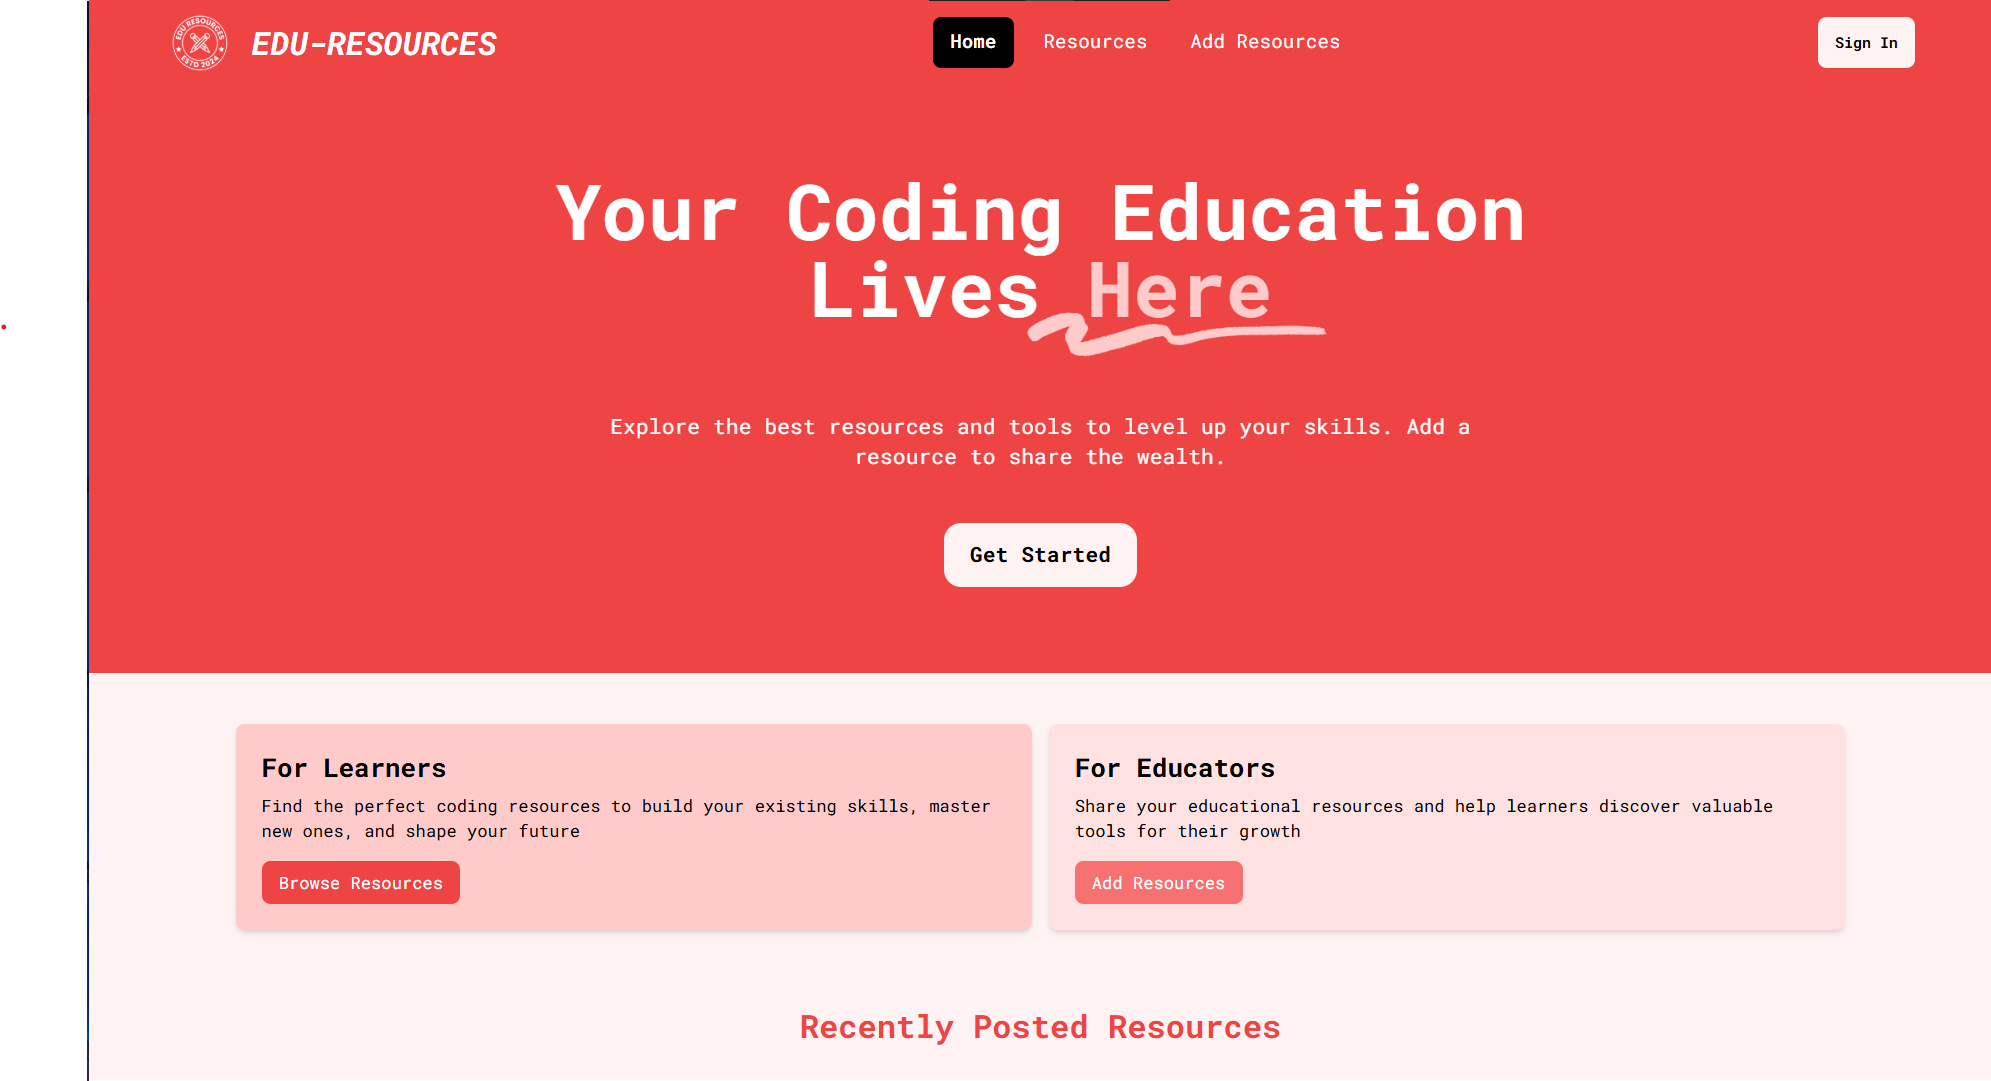 EDU RESOURCES
ESTD 2024
EDU-RESOURCES
Home
Resources
Add Resources
Sign In
Your Coding Education
Lives Here
Explore the best resources and tools to level up your skills. Add a
resource to share the wealth.
Get Started
For Learners
Find the perfect coding resources to build your existing skills, master
new ones, and shape your future
Browse Resources
For Educators
Share your educational resources and help learners discover valuable
tools for their growth
Add Resources
Recently Posted Resources